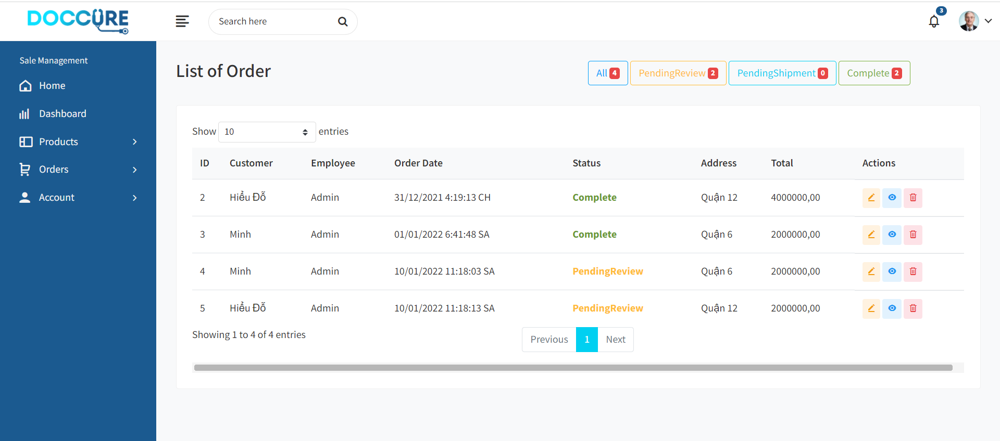 DOCCURE
Search here
3
Sale Management
Home
Dashboard
Products
Orders
Account
List of Order
All 4 PendingReview 2 PendingShipment 0 Complete 2
Show 10 entries
ID Customer Employee Order Date Status Address Total Actions
2 Hiểu Đỗ Admin 31/12/2021 4:19:13 CH Complete Quận 12 4000000,00
3 Minh Admin 01/01/2022 6:41:48 SA Complete Quận 6 2000000,00
4 Minh Admin 10/01/2022 11:18:03 SA PendingReview Quận 6 2000000,00
5 Hiểu Đỗ Admin 10/01/2022 11:18:13 SA PendingReview Quận 12 2000000,00
Showing 1 to 4 of 4 entries
Previous 1 Next